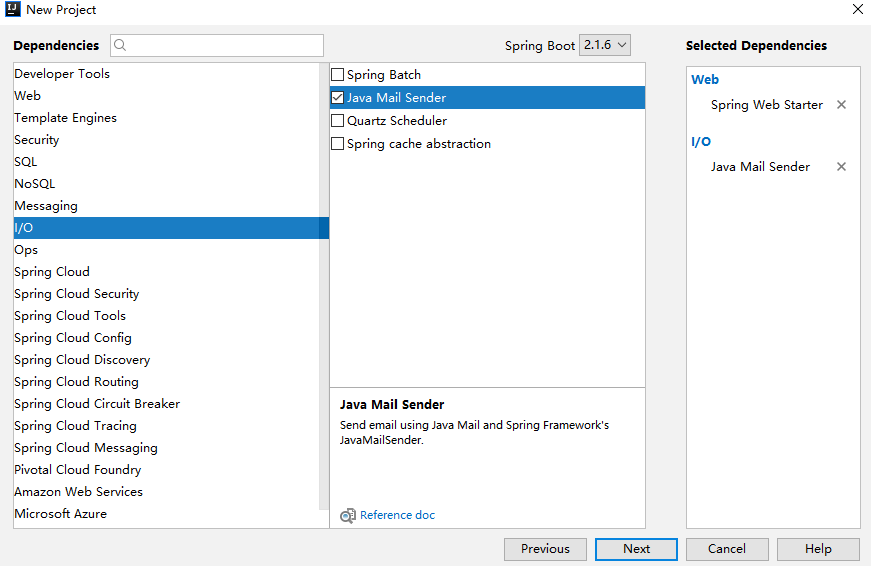 New Project
Dependencies
Spring Boot 2.1.6
Selected Dependencies
Developer Tools
Web
Template Engines
Security
SQL
NoSQL
Messaging
I/O
Ops
Spring Cloud
Spring Cloud Security
Spring Cloud Tools
Spring Cloud Config
Spring Cloud Discovery
Spring Cloud Routing
Spring Cloud Circuit Breaker
Spring Cloud Tracing
Spring Cloud Messaging
Pivotal Cloud Foundry
Amazon Web Services
Microsoft Azure
Spring Batch
Java Mail Sender
Quartz Scheduler
Spring cache abstraction
Java Mail Sender
Send email using Java Mail and Spring Framework's
JavaMailSender.
Reference doc
Web
Spring Web Starter
I/O
Java Mail Sender
Previous
Next
Cancel
Help